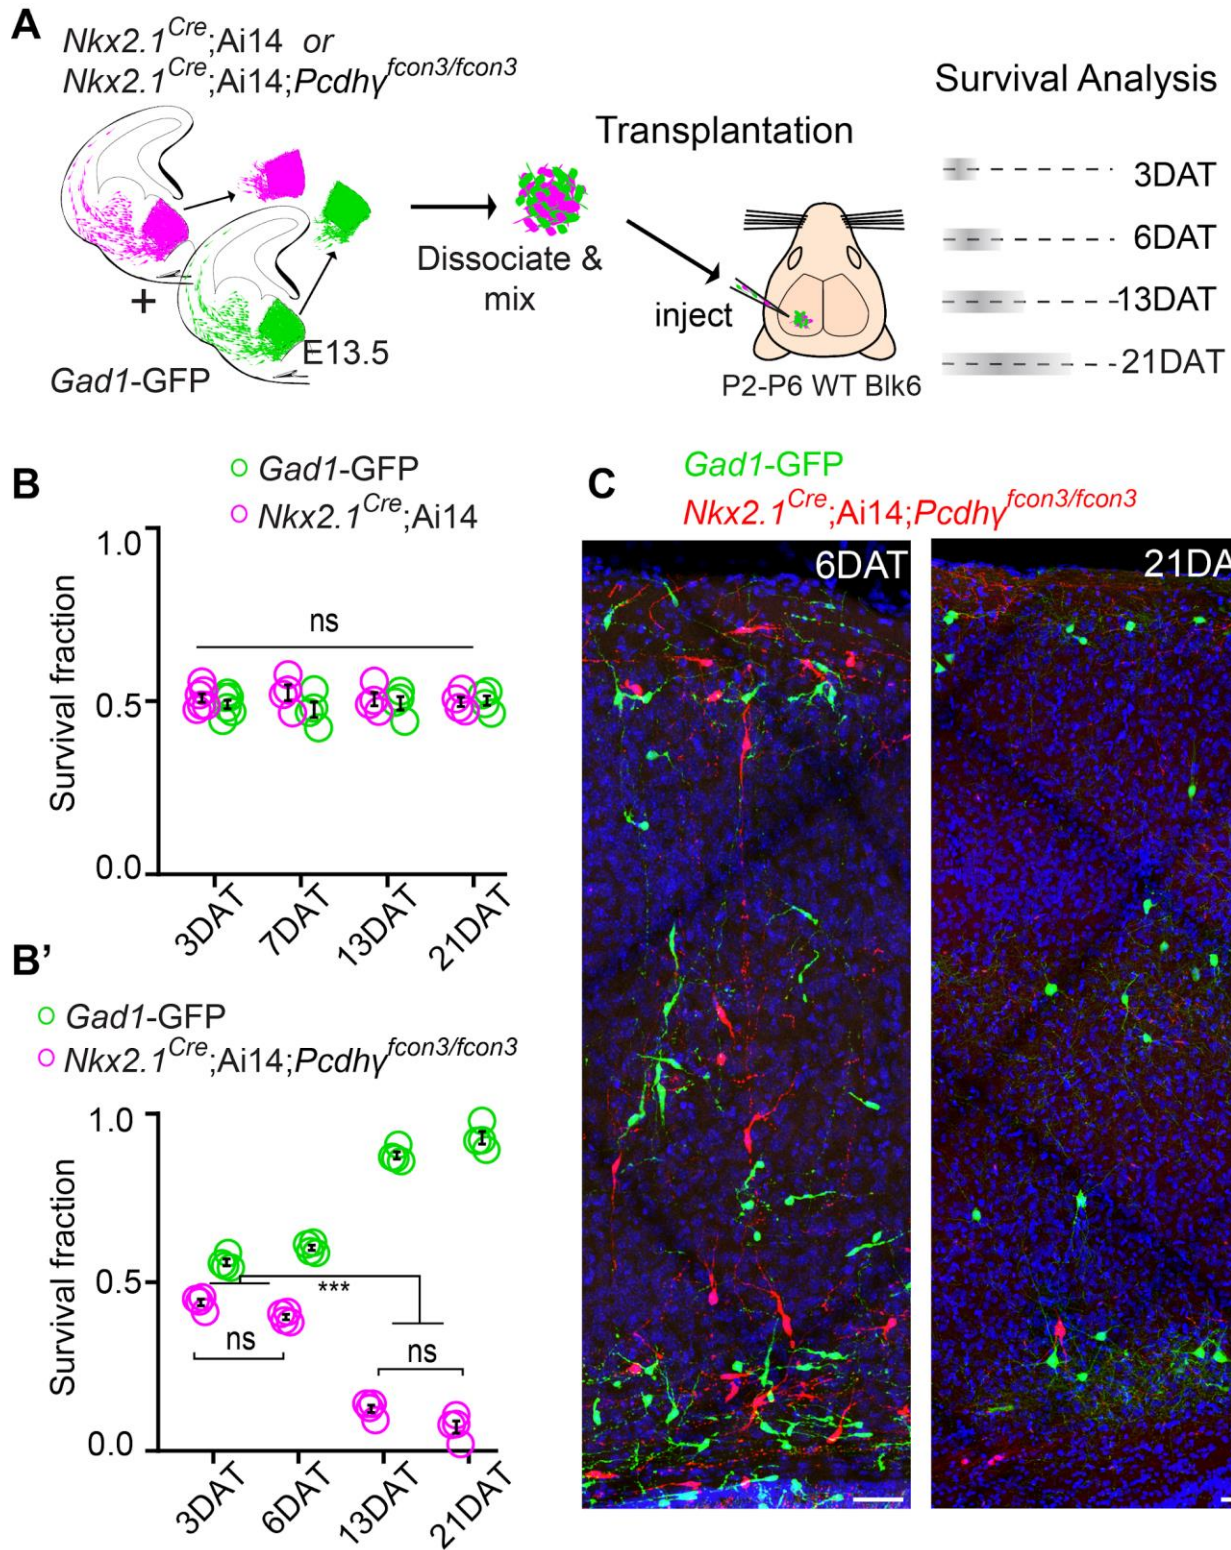 A
Nkx2.1Cre;Ai14 or
Nkx2.1Cre;Ai14;Pcdhγfcon3/fcon3
+
Gad1-GFP
E13.5
Dissociate &
mix
Transplantation
inject
P2-P6 WT Blk6
Survival Analysis
3DAT
6DAT
13DAT
21DAT
B
Gad1-GFP
Nkx2.1Cre;Ai14
Survival fraction
1.0
0.5
0.0
ns
3DAT
7DAT
13DAT
21DAT
B'
Gad1-GFP
Nkx2.1Cre;Ai14;Pcdhγfcon3/fcon3
Survival fraction
1.0
0.5
0.0
***
ns
ns
3DAT
6DAT
13DAT
21DAT
C
Gad1-GFP
Nkx2.1Cre;Ai14;Pcdhγfcon3/fcon3
6DAT
21DA